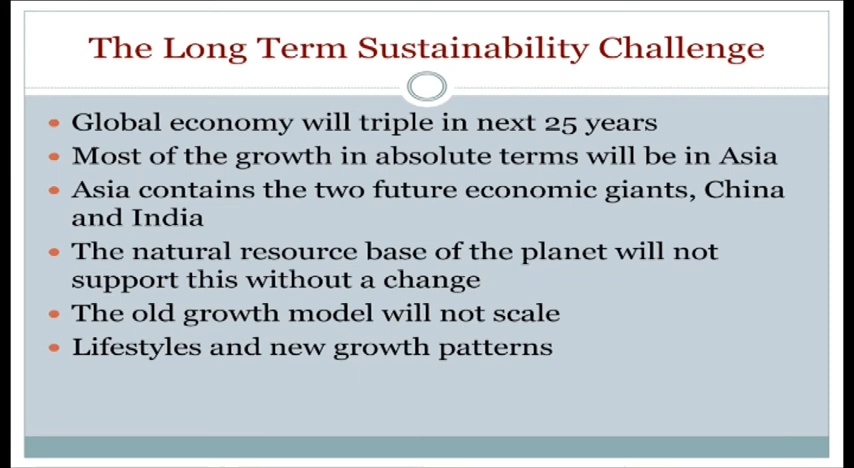 The Long Term Sustainability Challenge
• Global economy will triple in next 25 years
• Most of the growth in absolute terms will be in Asia
• Asia contains the two future economic giants, China
and India
• The natural resource base of the planet will not
support this without a change
• The old growth model will not scale
• Lifestyles and new growth patterns